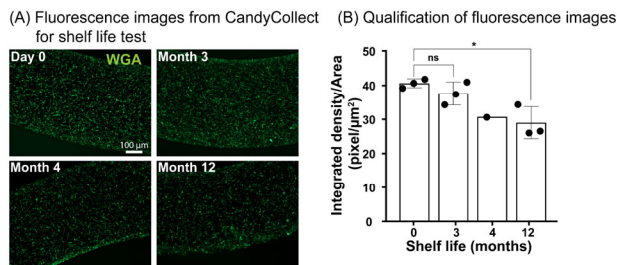 (A) Fluorescence images from CandyCollect
for shelf life test
Day 0
WGA
100 µm
Month 3
Month 4
Month 12
(B) Qualification of fluorescence images
Integrated density/Area
(pixel/µm²)
50
40
30
20
10
0
ns
*
0 3 4 12
Shelf life (months)